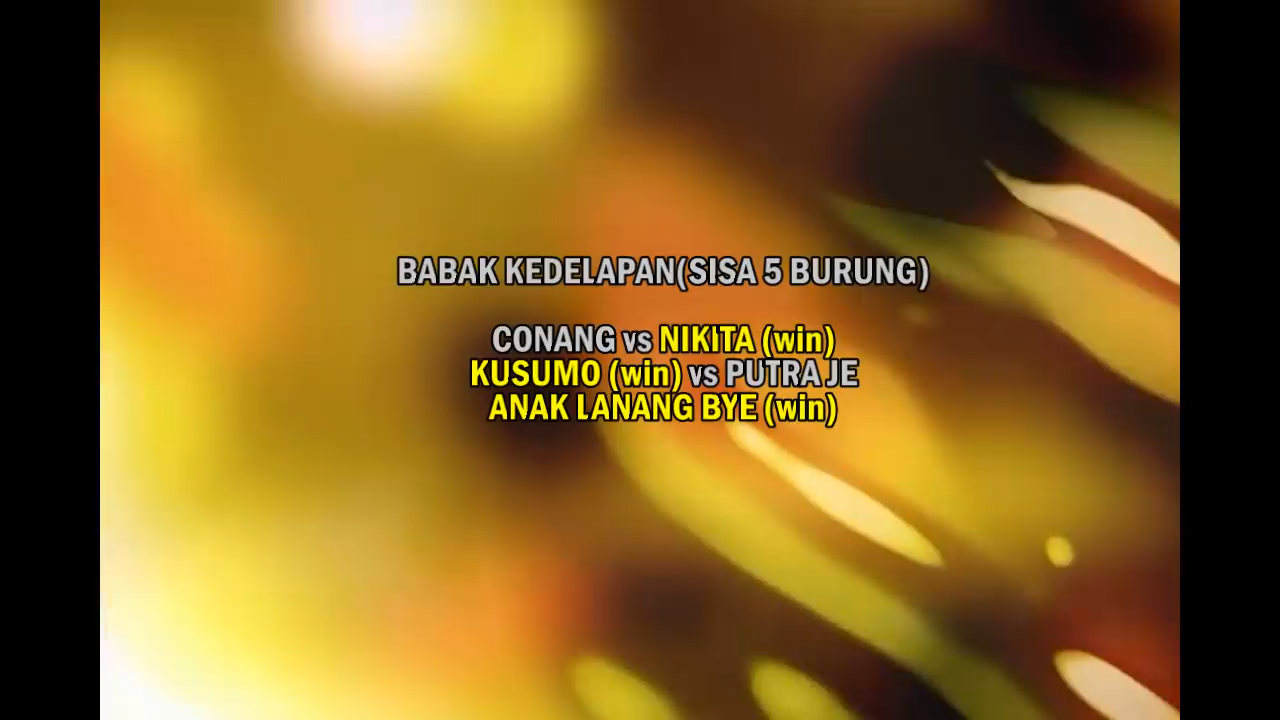 BABAK KEDELAPAN(SISA 5 BURUNG)
CONANG vs NIKITA (win)
KUSUMO (win) vs PUTRA JE
ANAK LANANG BYE (win)